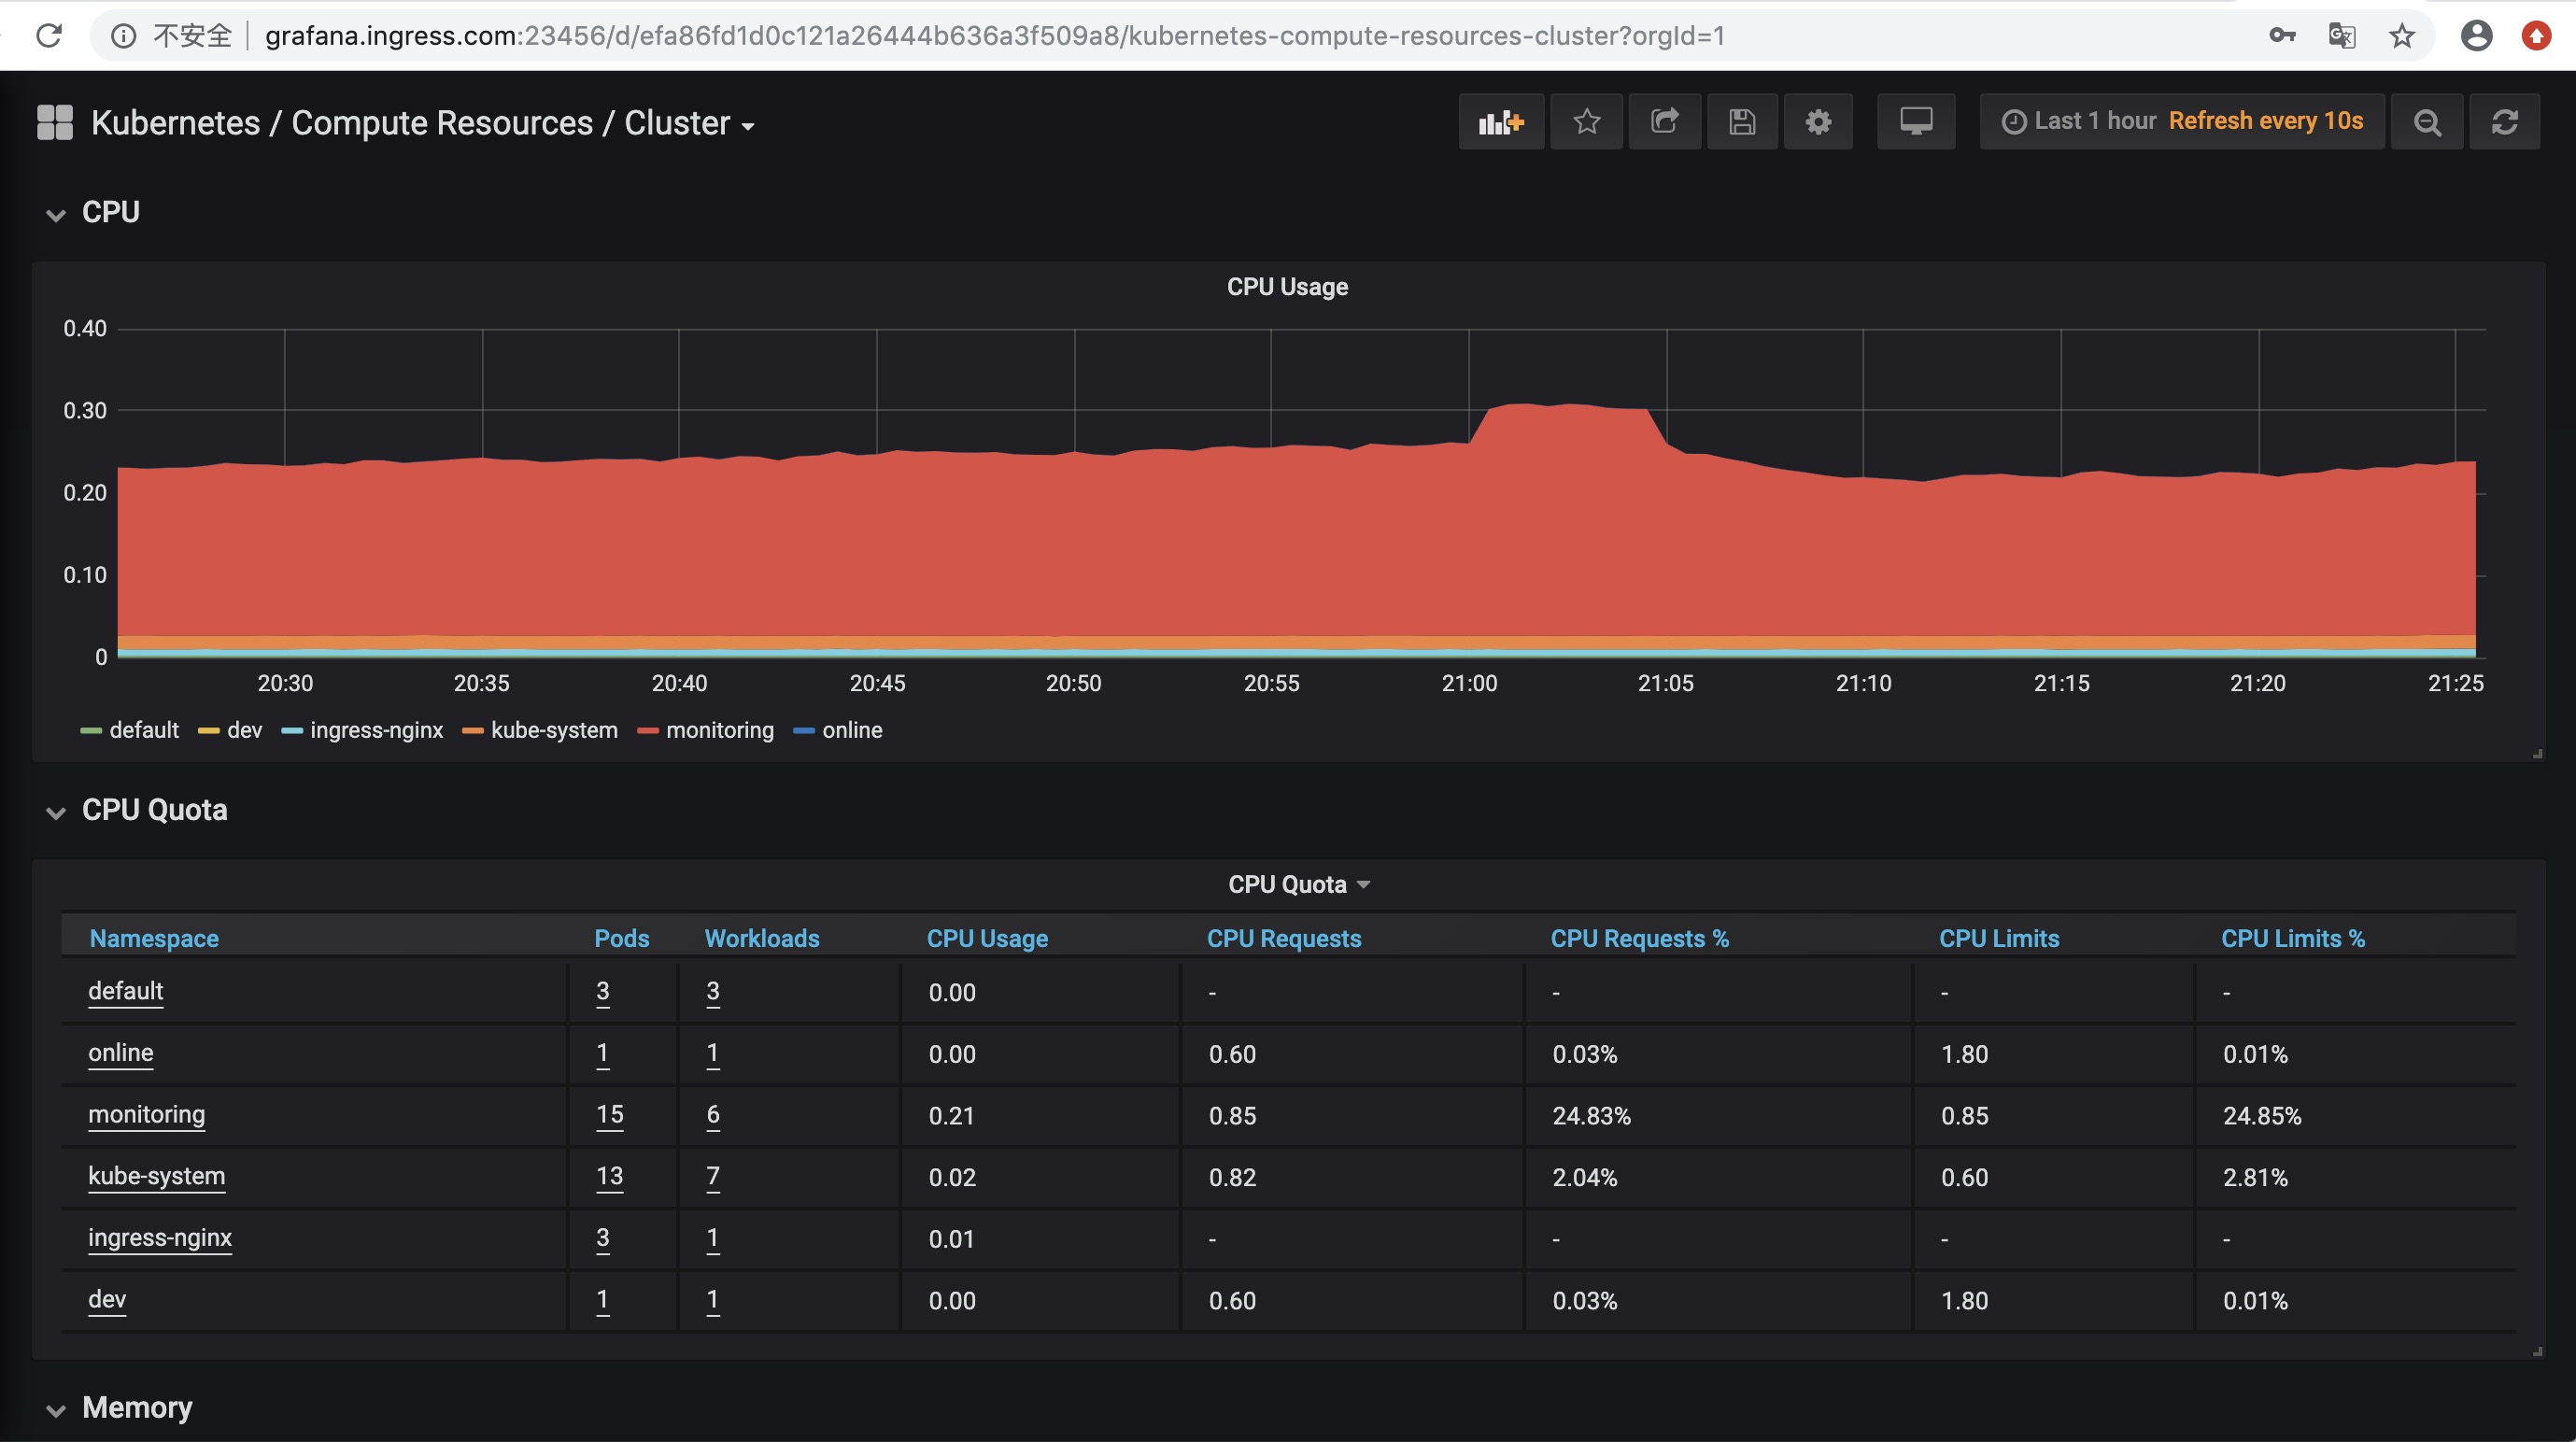 不安全 grafana.ingress.com:23456/d/efa86fd1d0c121a26444b636a3f509a8/kubernetes-compute-resources-cluster?orgId=1
Kubernetes / Compute Resources / Cluster Last 1 hour Refresh every 10s
CPU
CPU Usage
0.40
0.30
0.20
0.10
0
20:30 20:35 20:40 20:45 20:50 20:55 21:00 21:05 21:10 21:15 21:20 21:25
default dev ingress-nginx kube-system monitoring online
CPU Quota
CPU Quota
Namespace Pods Workloads CPU Usage CPU Requests CPU Requests % CPU Limits CPU Limits %
default 3 3 0.00 - - - -
online 1 1 0.00 0.60 0.03% 1.80 0.01%
monitoring 15 6 0.21 0.85 24.83% 0.85 24.85%
kube-system 13 7 0.02 0.82 2.04% 0.60 2.81%
ingress-nginx 3 1 0.01 - - - -
dev 1 1 0.00 0.60 0.03% 1.80 0.01%
Memory